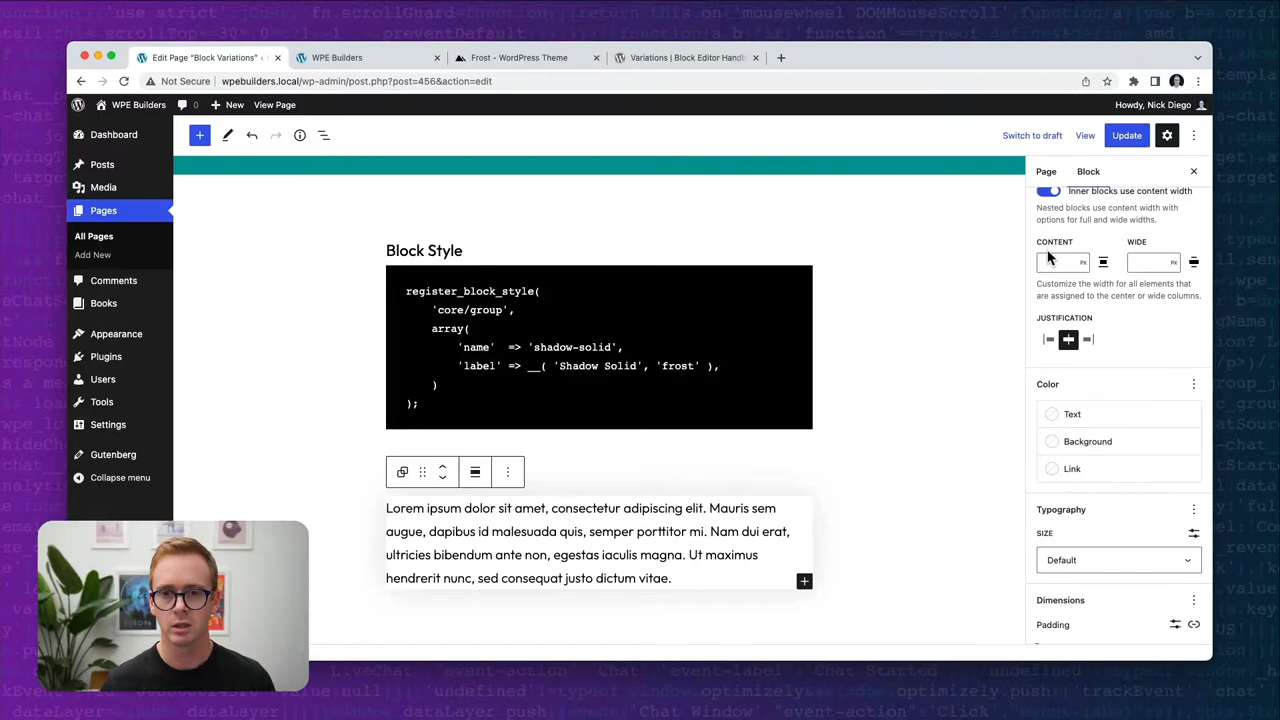 Edit Page "Block Variations"
WPE Builders
Frost - WordPress Theme
Variations | Block Editor Handb
Not Secure
wpebuilders.local/wp-admin/post.php?post=456&action=edit
WPE Builders
0
New
View Page
Howdy, Nick Diego
Dashboard
Posts
Media
Pages
All Pages
Add New
Comments
Books
Appearance
Plugins
Users
Tools
Settings
Gutenberg
Collapse menu
Switch to draft
View
Update
Block Style
register_block_style(
'core/group',
array(
'name' => 'shadow-solid',
'label' => __( 'Shadow Solid', 'frost' ),
)
);
Lorem ipsum dolor sit amet, consectetur adipiscing elit. Mauris sem
augue, dapibus id malesuada quis, semper porttitor mi. Nam dui erat,
ultricies bibendum ante non, egestas iaculis magna. Ut maximus
hendrerit nunc, sed consequat justo dictum vitae.
Page
Block
Inner blocks use content width
Nested blocks use content width with
options for full and wide widths.
CONTENT
WIDE
PX
PX
Customize the width for all elements that
are assigned to the center or wide columns.
JUSTIFICATION
Color
Text
Background
Link
Typography
SIZE
Default
Dimensions
Padding